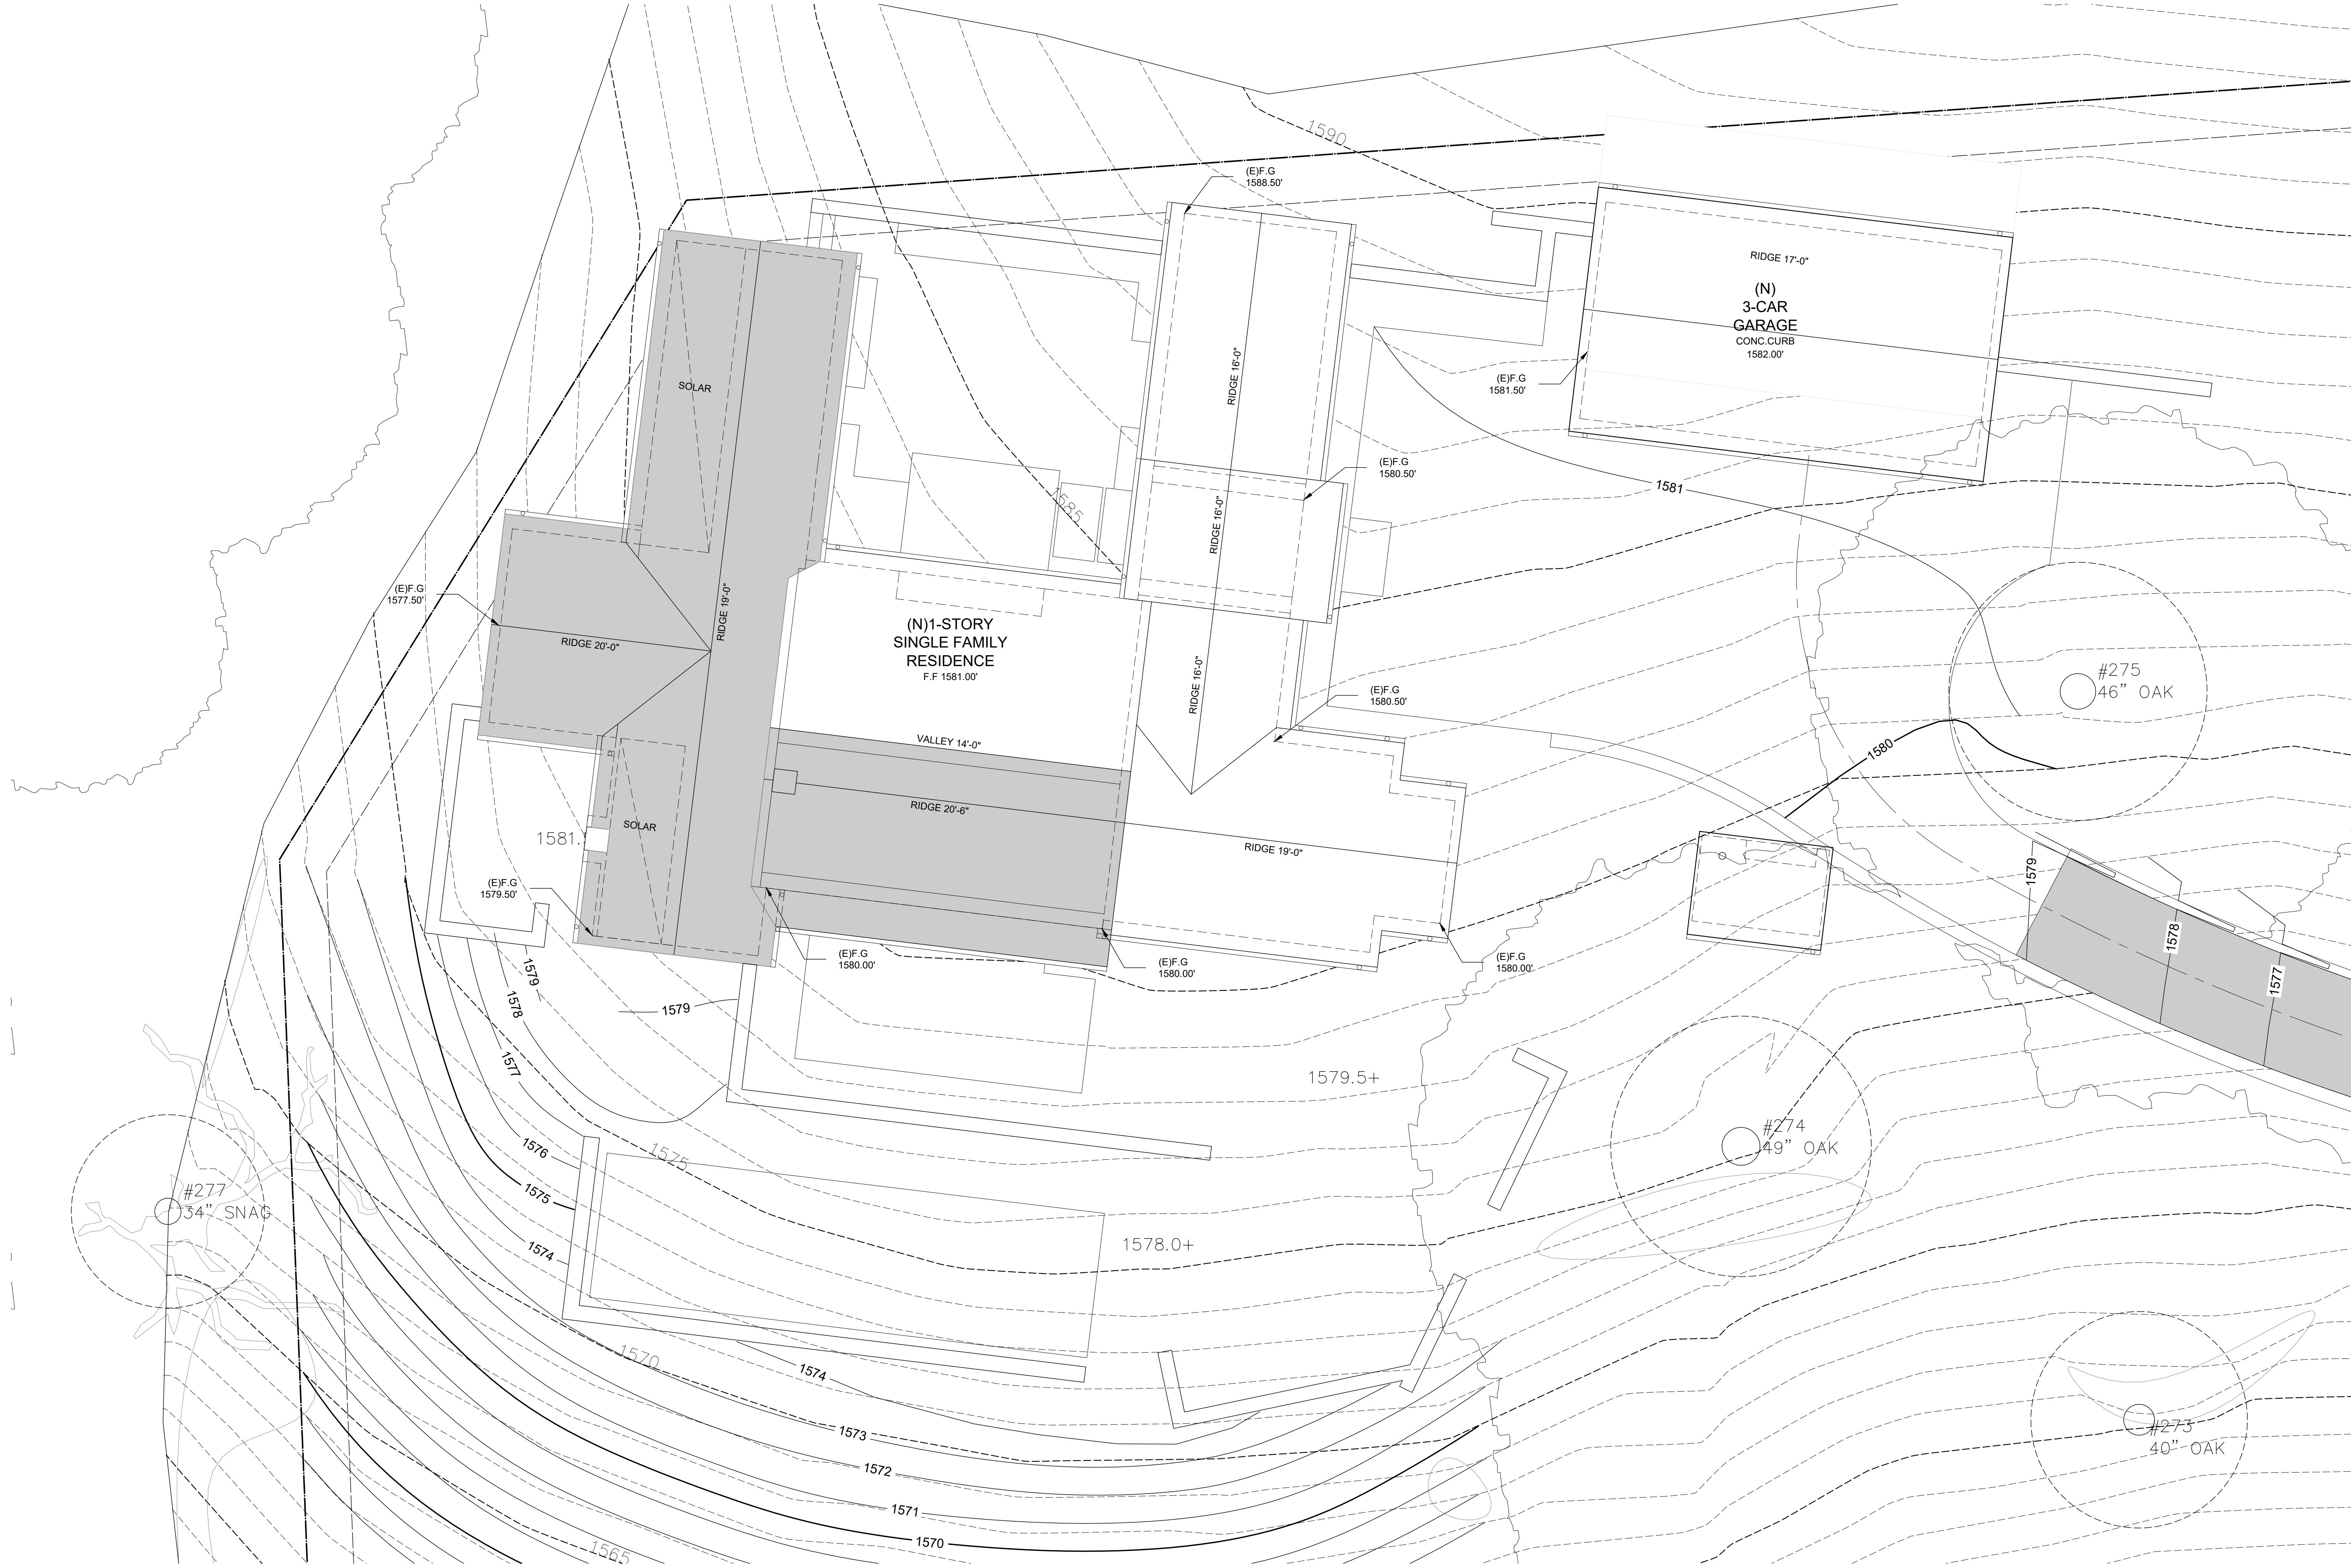 1590
(E)F.G
1588.50'
RIDGE 17'-0"
(N)
3-CAR
GARAGE
CONC.CURB
1582.00'
(E)F.G
1581.50'
RIDGE 16'-0"
SOLAR
(E)F.G
1580.50'
1581
1585
RIDGE 16'-0"
(E)F.G
1577.50'
RIDGE 19'-0"
RIDGE 20'-0"
(N)1-STORY
SINGLE FAMILY
RESIDENCE
F.F 1581.00'
RIDGE 16'-0"
(E)F.G
1580.50'
#275
46” OAK
VALLEY 14'-0"
1580
RIDGE 20'-6"
RIDGE 19'-0"
SOLAR
1581.
1579
(E)F.G
1579.50'
1578
1577
(E)F.G
1580.00'
(E)F.G
1580.00'
(E)F.G
1580.00'
1579
1578
1577
1579
1579.5+
#274
49” OAK
1576
1575
1575
#277
34” SNAG
1574
1578.0+
1570
1574
1573
1572
1571
1570
1565
#273
40” OAK